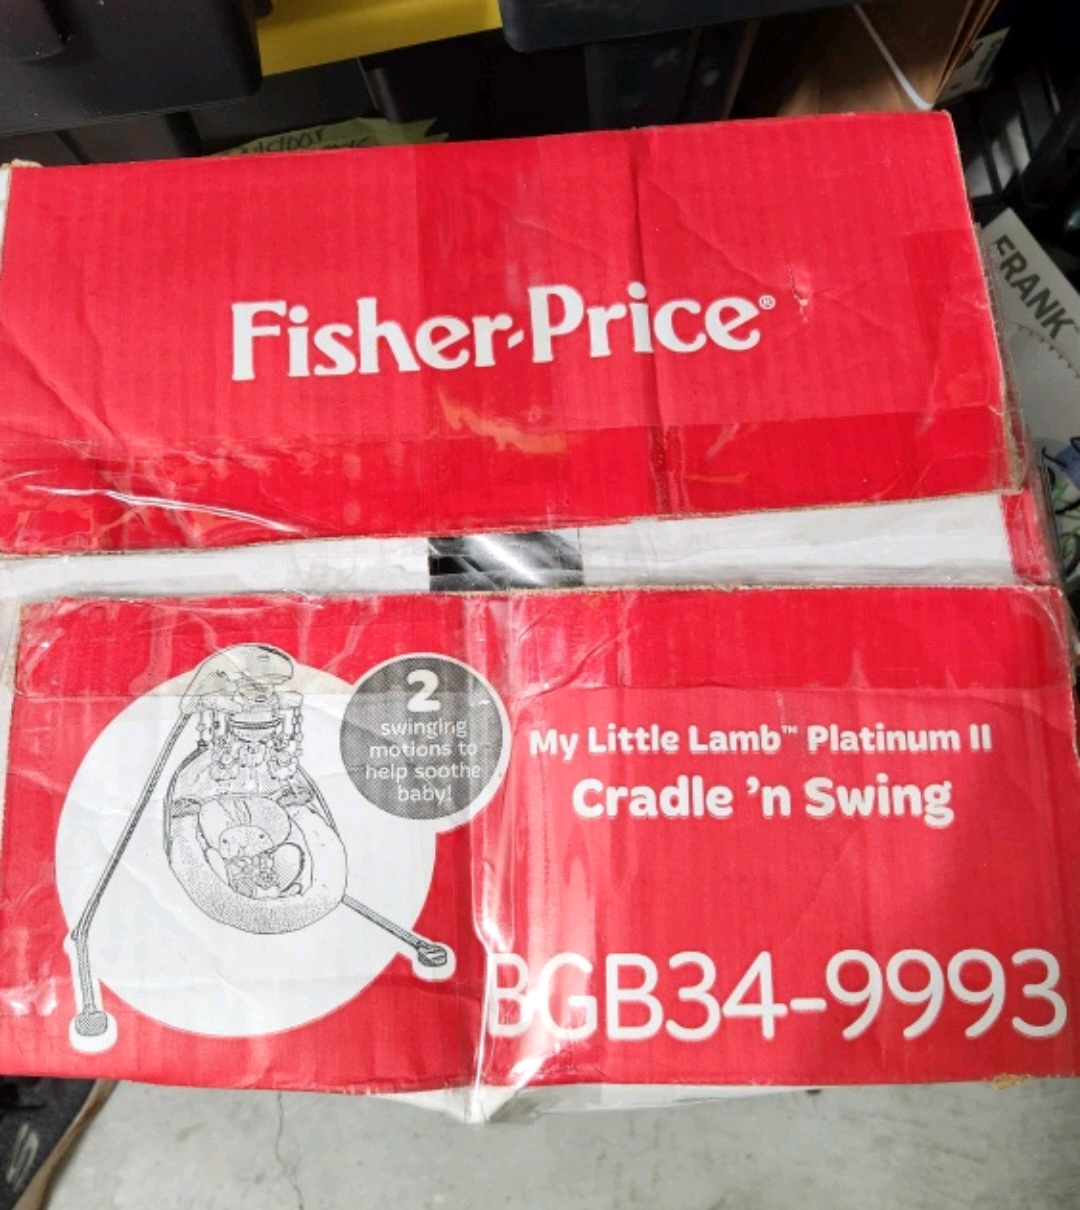 FRANK
Fisher-Price®
2
swinging
motions to
help soothe
baby!
My Little Lamb™ Platinum II
Cradle 'n Swing
BGB34-9993